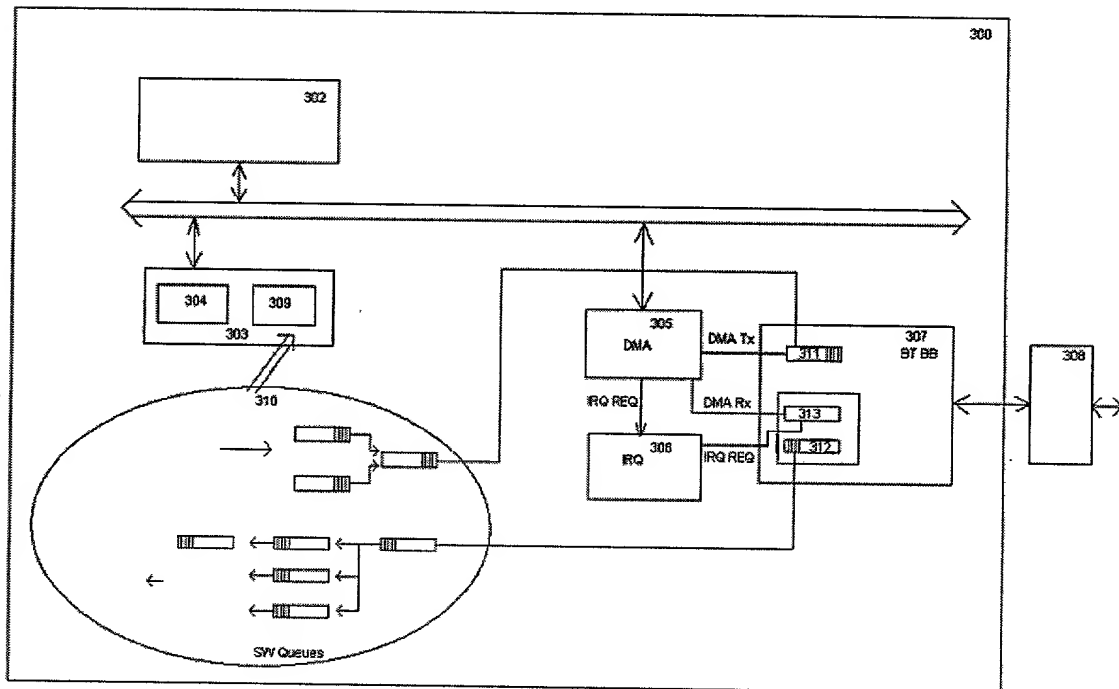 300
302
304
309
303
305
DMA
DMA Tx
307
BT BB
311
308
310
IRQ REQ
DMA Rx
313
306
IRQ
IRQ REQ
312
SW Queues